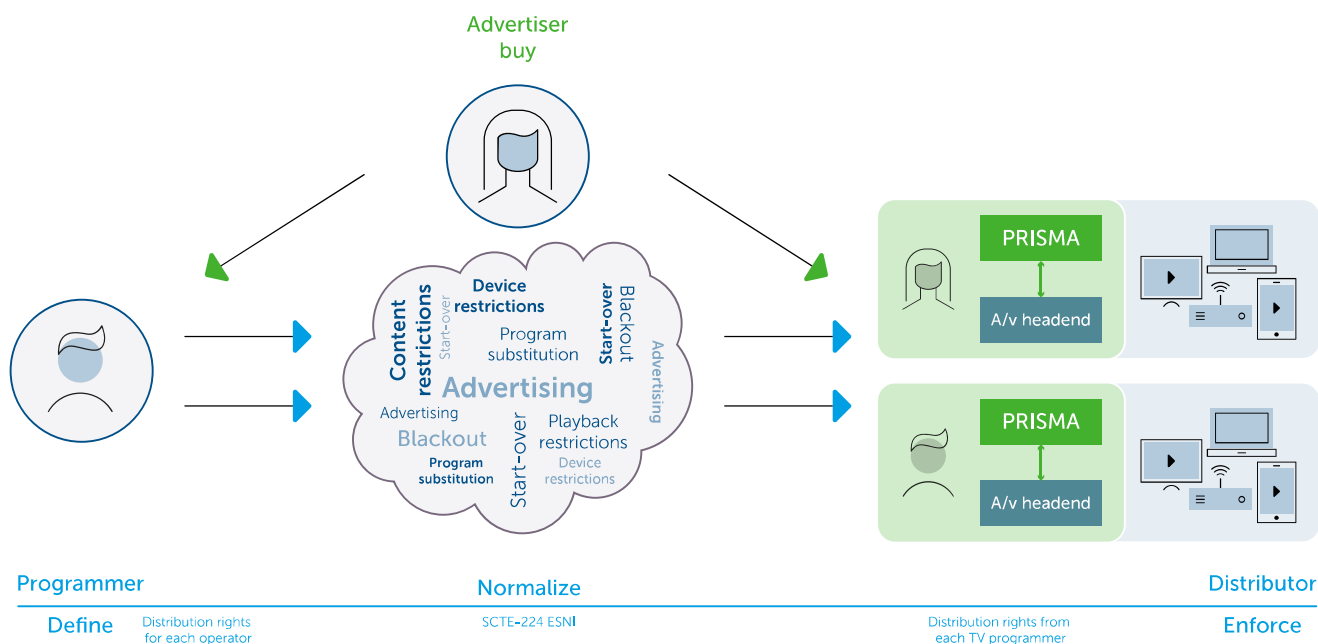 Advertiser
buy
Device
restrictions
Content
restrictions
Start-over
Program
substitution
Start-over
Blackout
Advertising
Advertising
Advertising
Blackout
Start-over
Playback
restrictions
Program
substitution
Device
restrictions
PRISMA
A/v headend
PRISMA
A/v headend
Programmer
Normalize
Distributor
Define
Distribution rights
for each operator
SCTE-224 ESNI
Distribution rights from
each TV programmer
Enforce